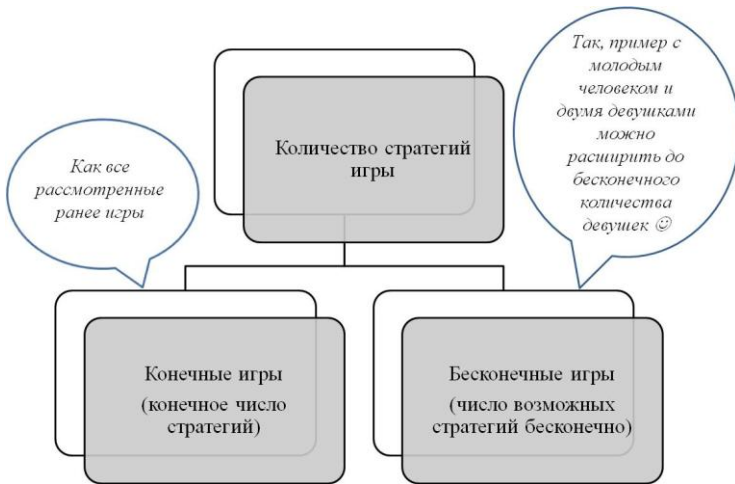 Количество стратегий
игры
Как все
рассмотренные
ранее игры
Так, пример с
молодым
человеком и
двумя девушками
можно
расширить до
бесконечного
количества
девушек ☺
Конечные игры
(конечное число
стратегий)
Бесконечные игры
(число возможных
стратегий бесконечно)